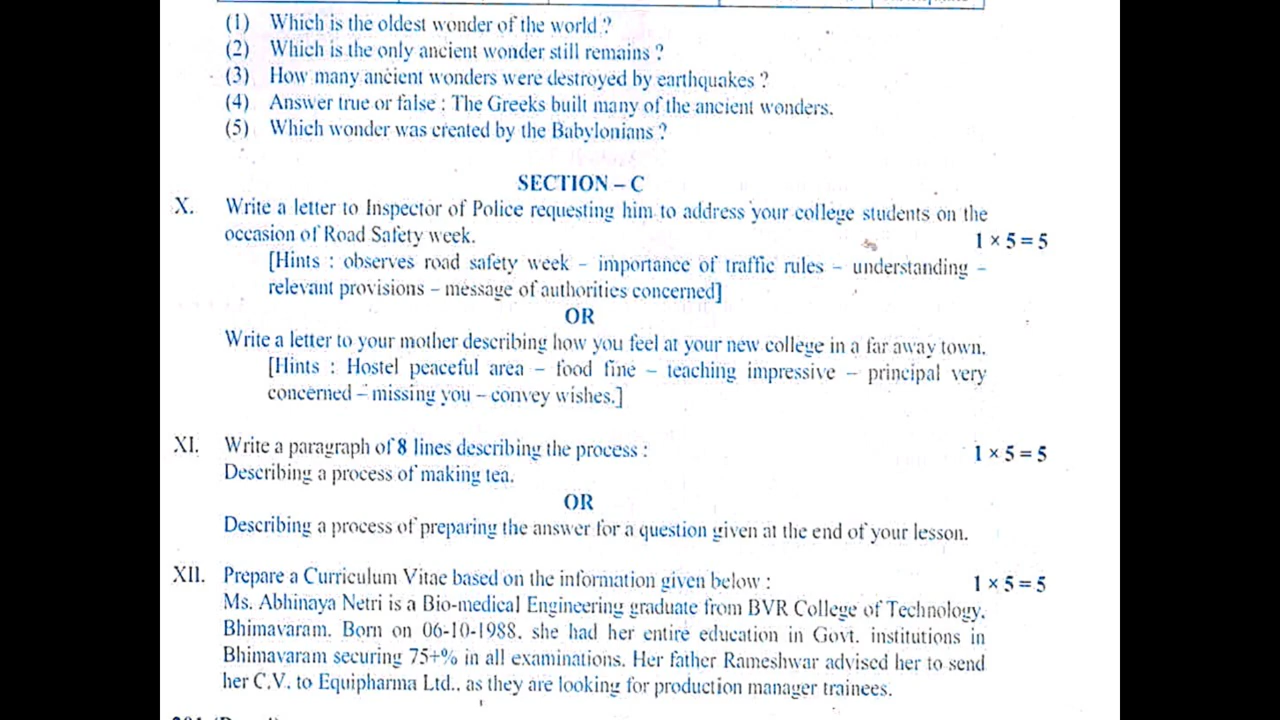 (1) Which is the oldest wonder of the world ?
(2) Which is the only ancient wonder still remains ?
(3) How many ancient wonders were destroyed by earthquakes ?
(4) Answer true or false : The Greeks built many of the ancient wonders.
(5) Which wonder was created by the Babylonians ?
SECTION – C
X. Write a letter to Inspector of Police requesting him to address your college students on the
occasion of Road Safety week. 1 × 5 = 5
[Hints : observes road safety week – importance of traffic rules – understanding –
relevant provisions – message of authorities concerned]
OR
Write a letter to your mother describing how you feel at your new college in a far away town.
[Hints : Hostel peaceful area – food fine – teaching impressive – principal very
concerned – missing you – convey wishes.]
XI. Write a paragraph of 8 lines describing the process : 1 × 5 = 5
Describing a process of making tea.
OR
Describing a process of preparing the answer for a question given at the end of your lesson.
XII. Prepare a Curriculum Vitae based on the information given below : 1 × 5 = 5
Ms. Abhinaya Netri is a Bio-medical Engineering graduate from BVR College of Technology,
Bhimavaram. Born on 06-10-1988, she had her entire education in Govt. institutions in
Bhimavaram securing 75+% in all examinations. Her father Rameshwar advised her to send
her C.V. to Equipharma Ltd., as they are looking for production manager trainees.